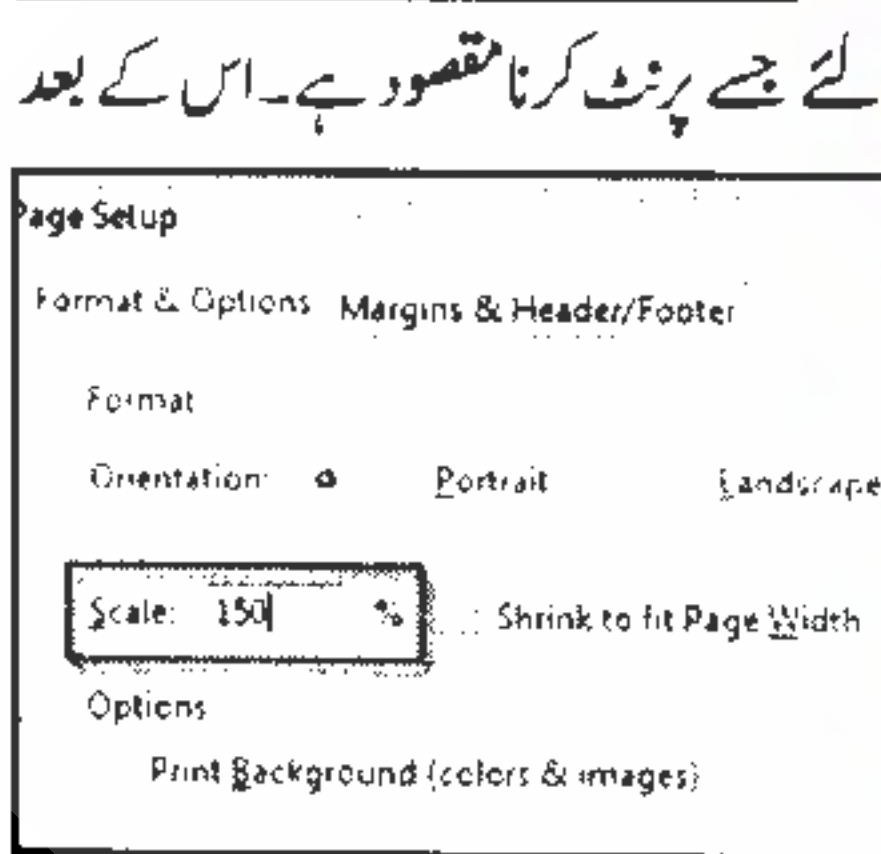 لئے جسے پرنٹ کرنا مقصود ہے۔ اس کے بعد
Page Setup
Format & Options Margins & Header/Footer
Format
Orientation: Portrait Landscape
Scale: 150 % Shrink to fit Page Width
Options
Print Background (colors & images)